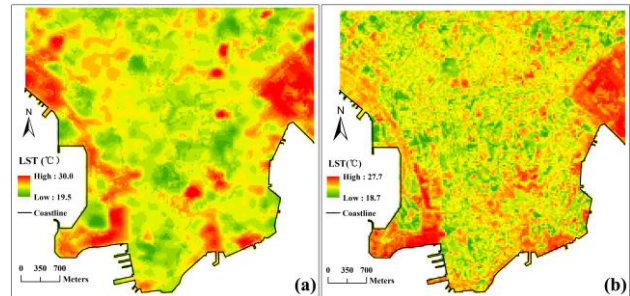 N
LST (℃)
High : 30.0
Low : 19.5
Coastline
0 350 700
Meters
(a)
N
LST(℃)
High : 27.7
Low : 18.7
Coastline
0 350 700
Meters
(b)